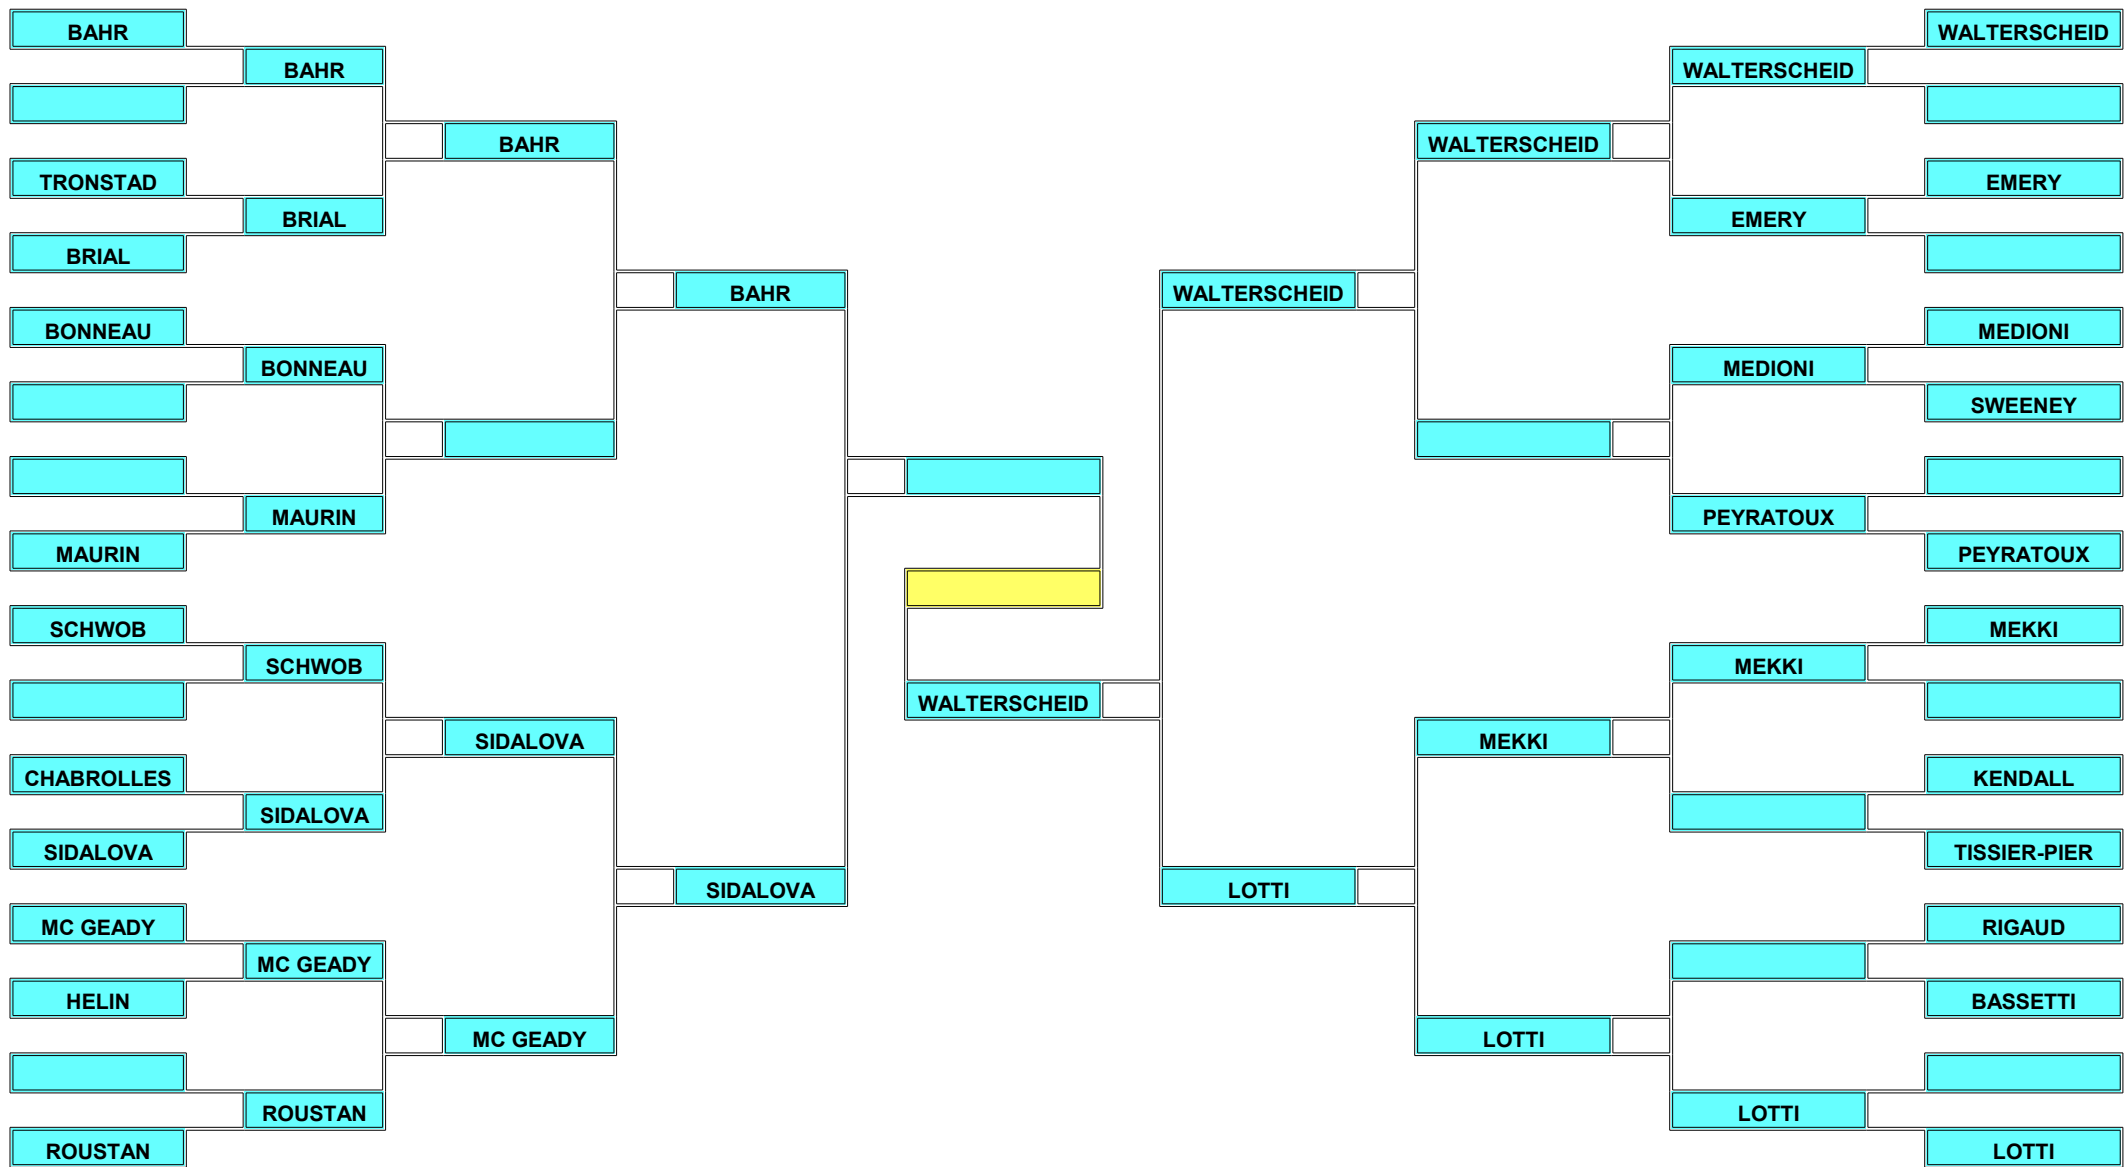 BAHR
BAHR
BAHR
TRONSTAD
BRIAL
BRIAL
BAHR
BONNEAU
BONNEAU
MAURIN
MAURIN
SCHWOB
SCHWOB
SIDALOVA
CHABROLLES
SIDALOVA
SIDALOVA
SIDALOVA
MC GEADY
MC GEADY
HELIN
MC GEADY
ROUSTAN
ROUSTAN
WALTERSCHEID
WALTERSCHEID
WALTERSCHEID
WALTERSCHEID
WALTERSCHEID
EMERY
EMERY
MEDIONI
MEDIONI
SWEENEY
PEYRATOUX
PEYRATOUX
MEKKI
MEKKI
MEKKI
KENDALL
TISSIER-PIER
LOTTI
RIGAUD
BASSETTI
LOTTI
LOTTI
LOTTI